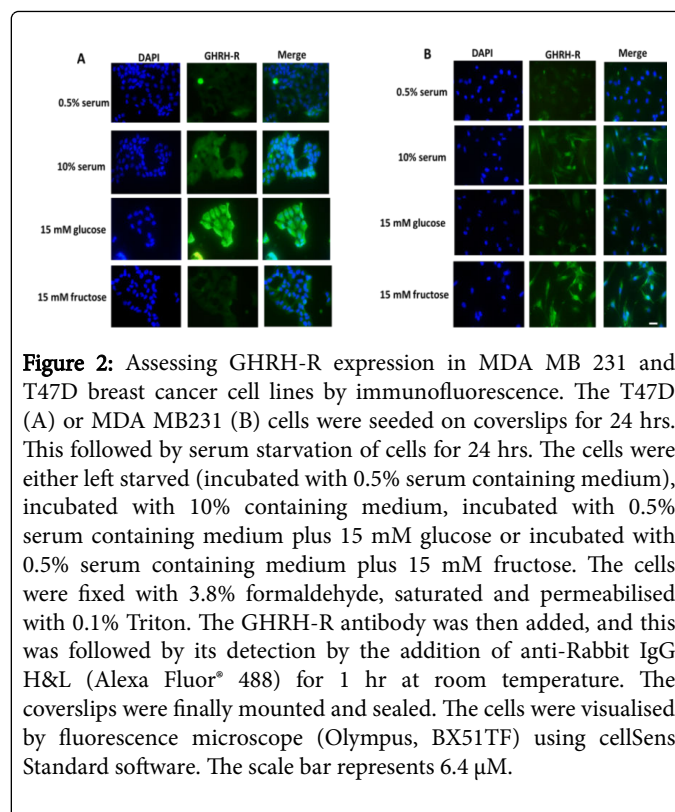 A
DAPI GHRH-R Merge
0.5% serum
10% serum
15 mM glucose
15 mM fructose
B
DAPI GHRH-R Merge
0.5% serum
10% serum
15 mM glucose
15 mM fructose
Figure 2: Assessing GHRH-R expression in MDA MB 231 and
T47D breast cancer cell lines by immunofluorescence. The T47D
(A) or MDA MB231 (B) cells were seeded on coverslips for 24 hrs.
This followed by serum starvation of cells for 24 hrs. The cells were
either left starved (incubated with 0.5% serum containing medium),
incubated with 10% containing medium, incubated with 0.5%
serum containing medium plus 15 mM glucose or incubated with
0.5% serum containing medium plus 15 mM fructose. The cells
were fixed with 3.8% formaldehyde, saturated and permeabilised
with 0.1% Triton. The GHRH-R antibody was then added, and this
was followed by its detection by the addition of anti-Rabbit IgG
H&L (Alexa Fluor® 488) for 1 hr at room temperature. The
coverslips were finally mounted and sealed. The cells were visualised
by fluorescence microscope (Olympus, BX51TF) using cellSens
Standard software. The scale bar represents 6.4 μM.